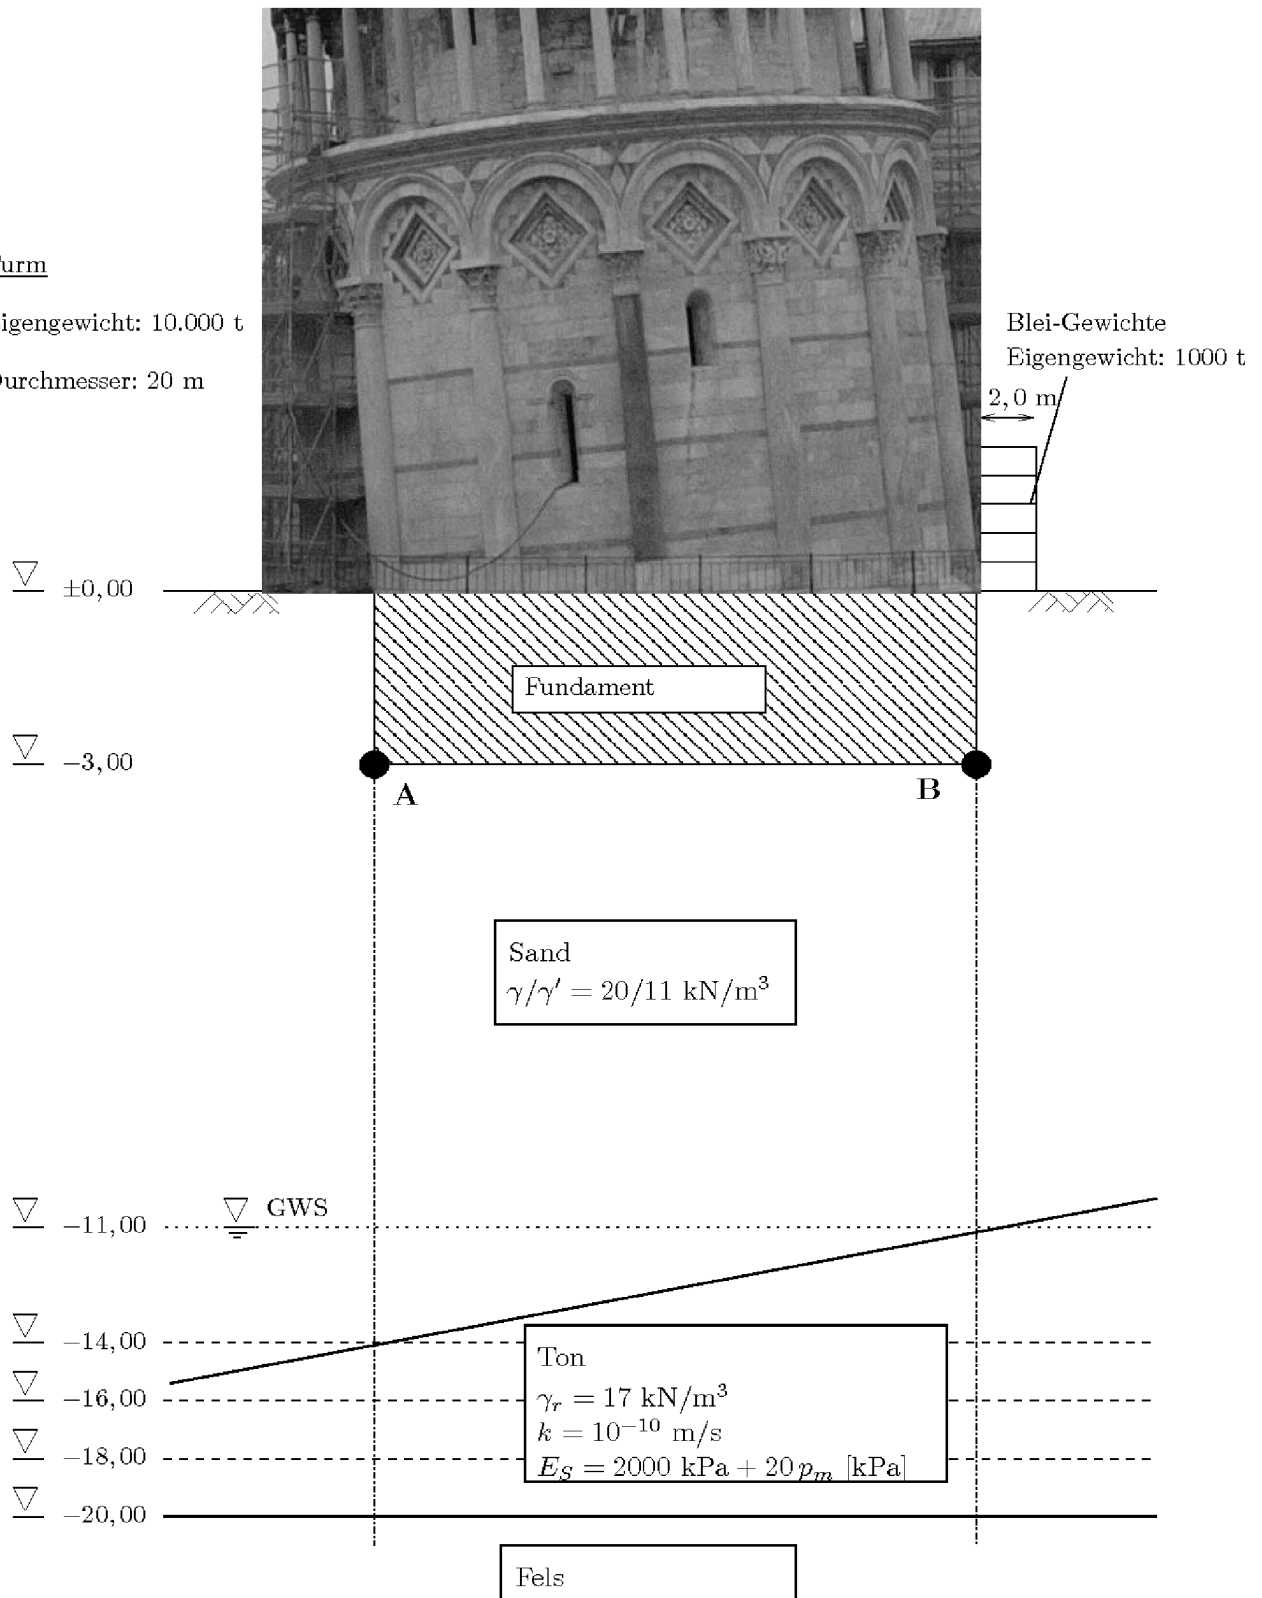 urm
igengewicht: 10.000 t
urchmesser: 20 m
Blei-Gewichte
Eigengewicht: 1000 t
2,0 m
±0,00
Fundament
−3,00
A
B
Sand
γ/γ′ = 20/11 kN/m³
GWS
−11,00
−14,00
Ton
γᵣ = 17 kN/m³
−16,00
k = 10⁻¹⁰ m/s
−18,00
E_S = 2000 kPa + 20 p_m [kPa]
−20,00
Fels